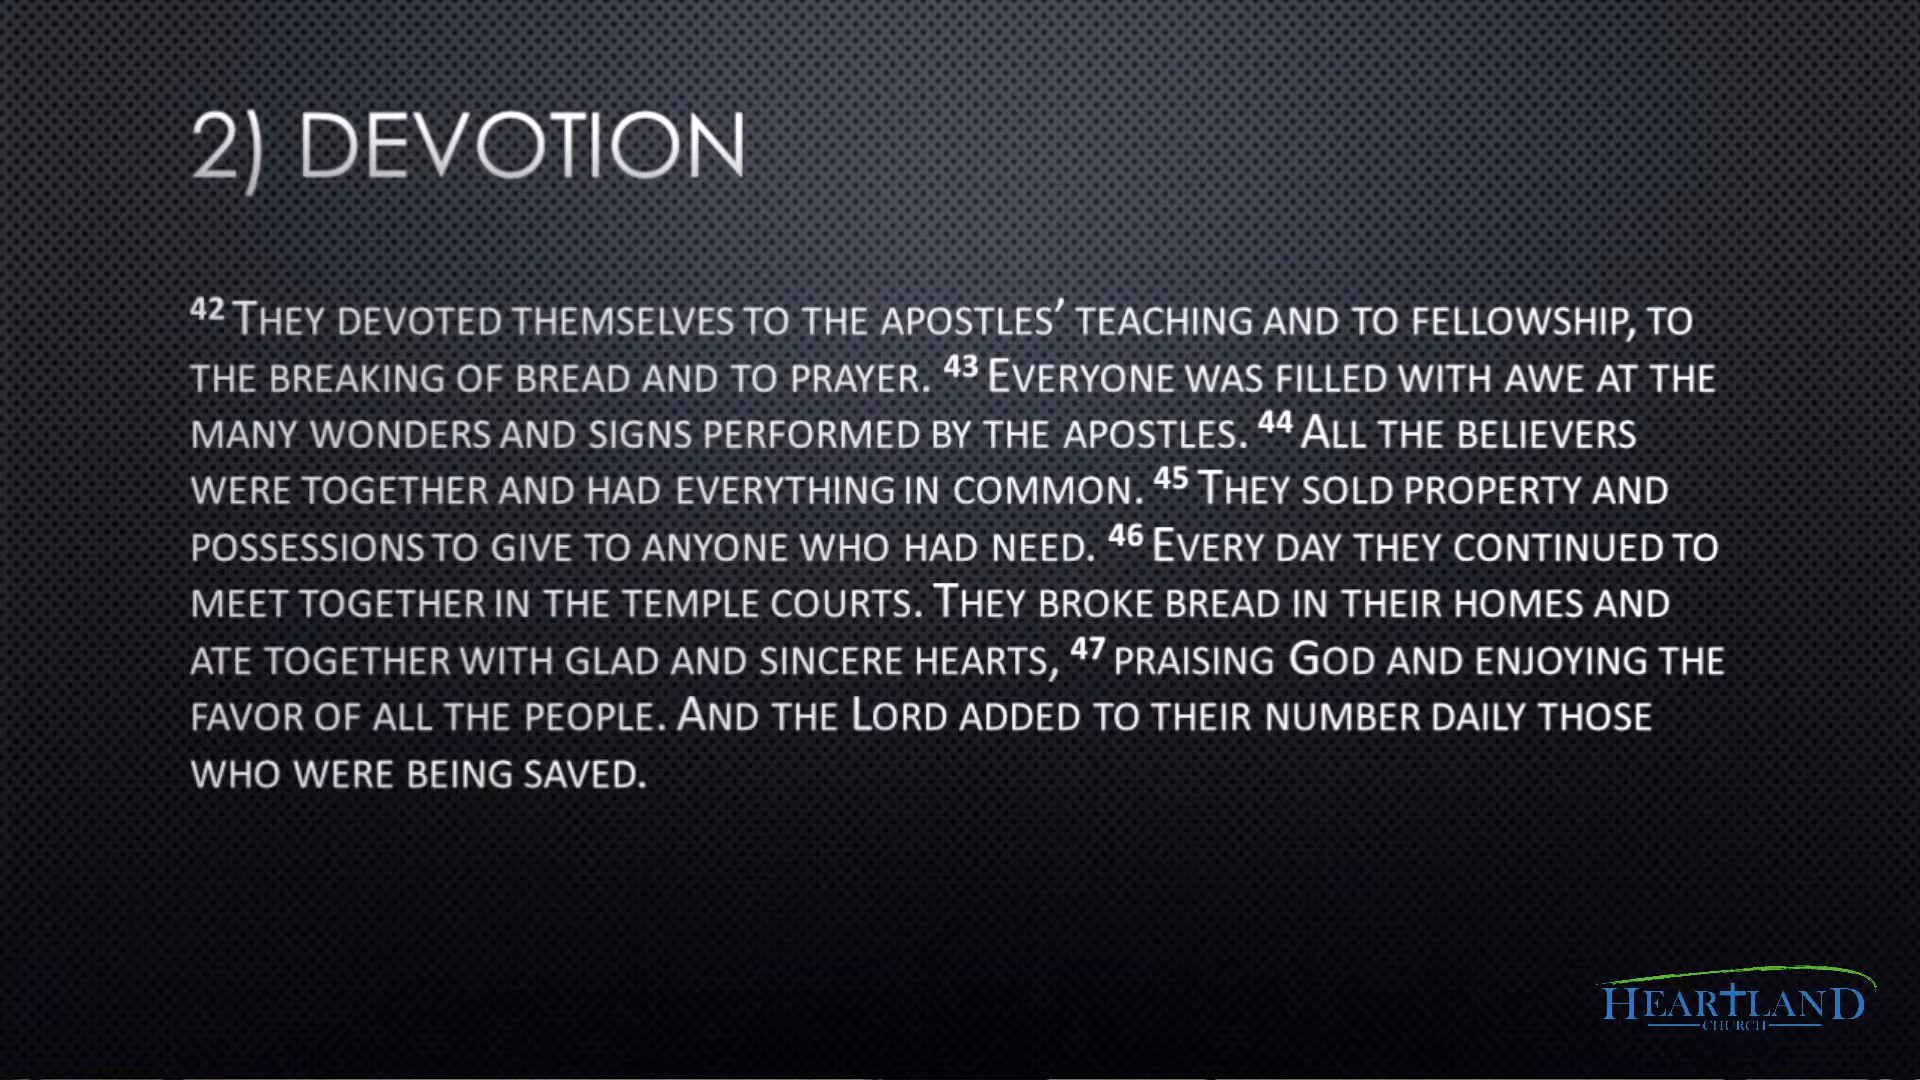 2) DEVOTION
42 THEY DEVOTED THEMSELVES TO THE APOSTLES’ TEACHING AND TO FELLOWSHIP, TO
THE BREAKING OF BREAD AND TO PRAYER. 43 EVERYONE WAS FILLED WITH AWE AT THE
MANY WONDERS AND SIGNS PERFORMED BY THE APOSTLES. 44 ALL THE BELIEVERS
WERE TOGETHER AND HAD EVERYTHING IN COMMON. 45 THEY SOLD PROPERTY AND
POSSESSIONS TO GIVE TO ANYONE WHO HAD NEED. 46 EVERY DAY THEY CONTINUED TO
MEET TOGETHER IN THE TEMPLE COURTS. THEY BROKE BREAD IN THEIR HOMES AND
ATE TOGETHER WITH GLAD AND SINCERE HEARTS, 47 PRAISING GOD AND ENJOYING THE
FAVOR OF ALL THE PEOPLE. AND THE LORD ADDED TO THEIR NUMBER DAILY THOSE
WHO WERE BEING SAVED.
HEARTLAND
CHURCH